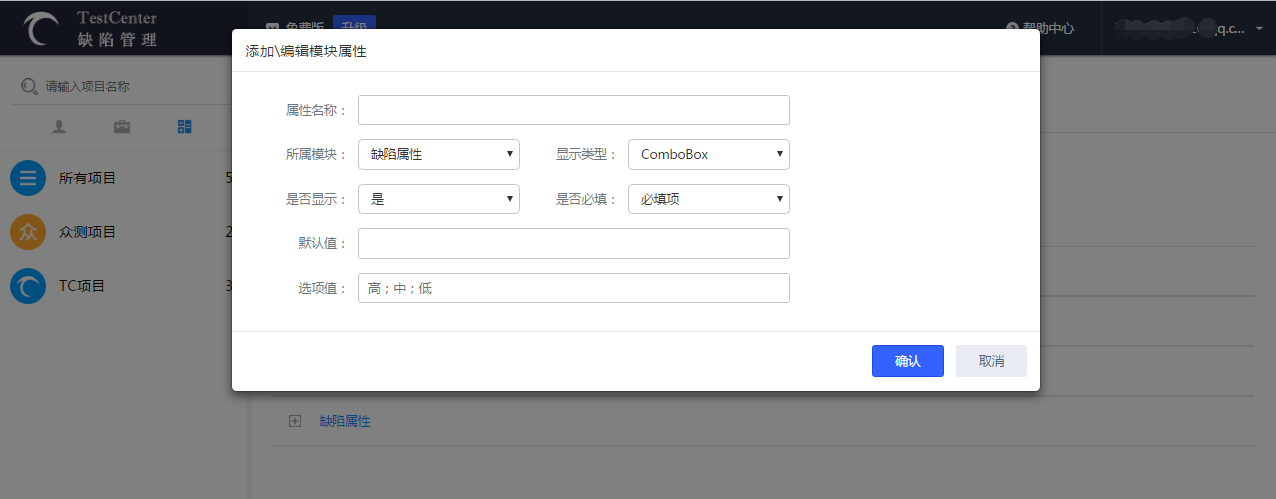 TestCenter
缺陷管理
免费版 升级
帮助中心
q.c...
添加\编辑模块属性
请输入项目名称
属性名称：
所属模块： 缺陷属性 显示类型： ComboBox
所有项目 5
是否显示： 是 是否必填： 必填项
众测项目 2
默认值：
TC项目 3
选项值： 高；中；低
确认 取消
缺陷属性